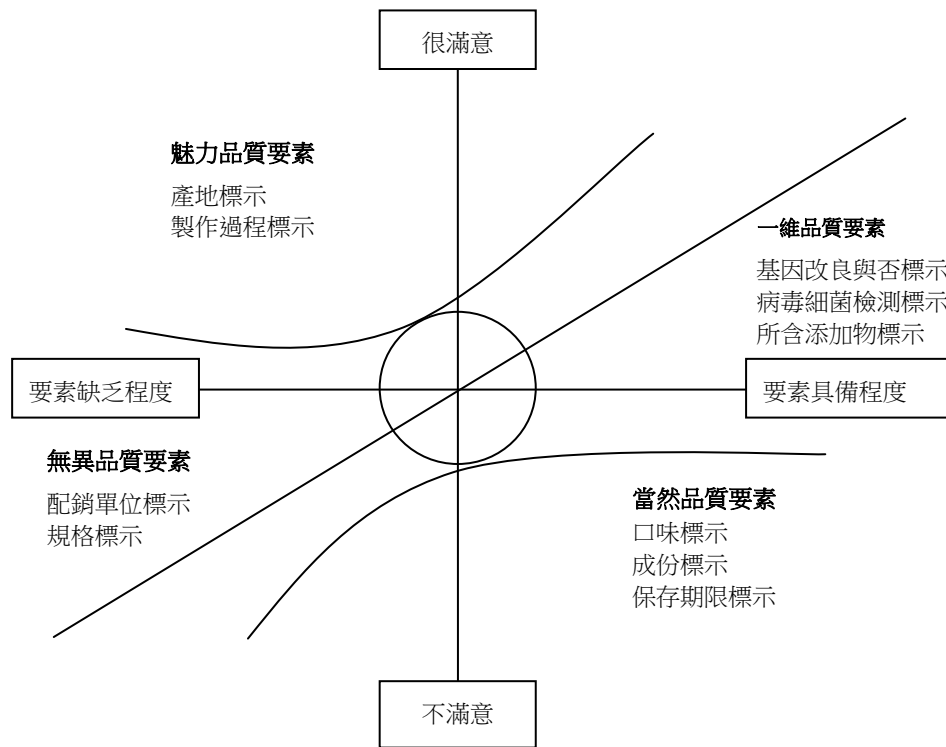 很滿意
魅力品質要素
產地標示
製作過程標示
一維品質要素
基因改良與否標示
病毒細菌檢測標示
所含添加物標示
要素缺乏程度
要素具備程度
無異品質要素
配銷單位標示
規格標示
當然品質要素
口味標示
成份標示
保存期限標示
不滿意